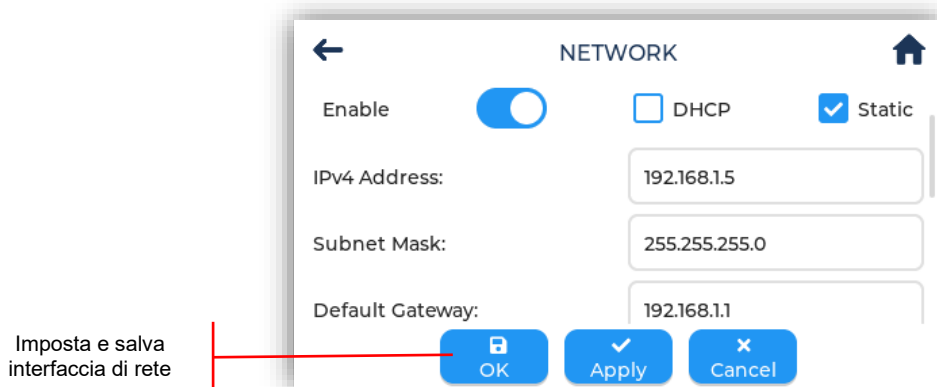 NETWORK
Enable DHCP Static
IPv4 Address: 192.168.1.5
Subnet Mask: 255.255.255.0
Default Gateway: 192.168.1.1
Imposta e salva
interfaccia di rete
OK Apply Cancel